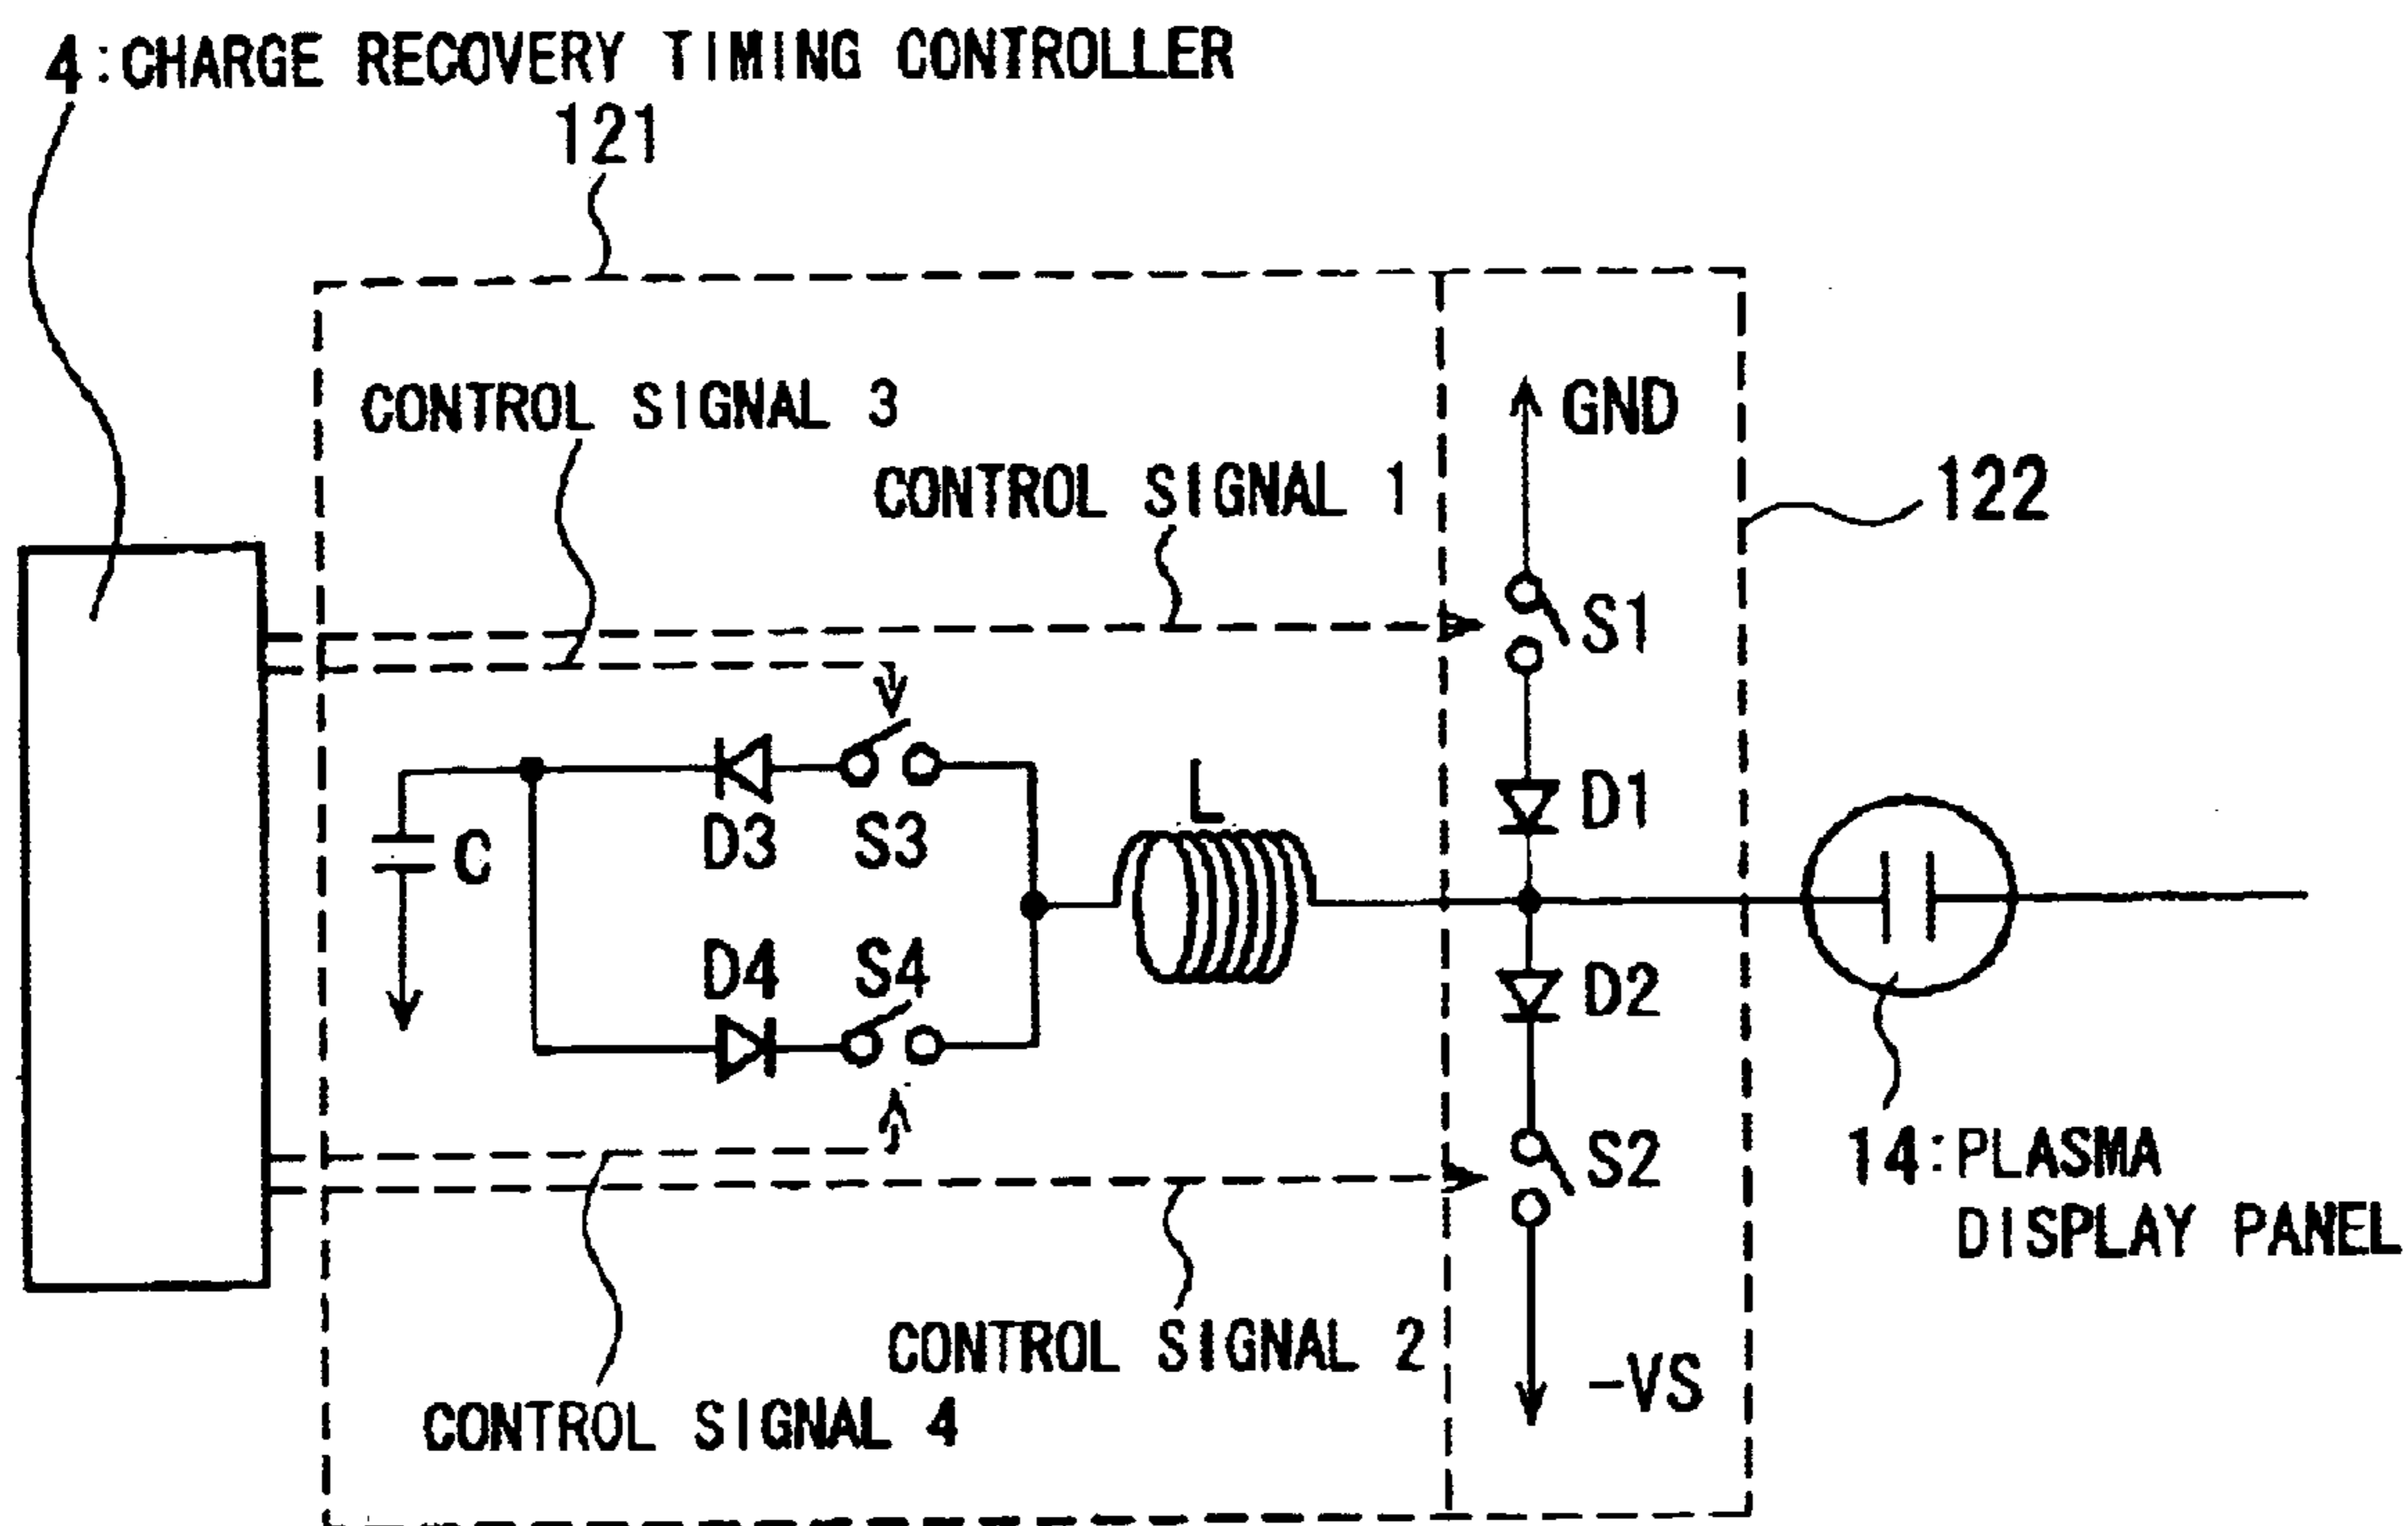 4:CHARGE RECOVERY TIMING CONTROLLER
121
CONTROL SIGNAL 3
GND
CONTROL SIGNAL 1
122
S1
L
D1
C
D3
S3
D4
S4
D2
S2
14:PLASMA
DISPLAY PANEL
CONTROL SIGNAL 2
-VS
CONTROL SIGNAL 4